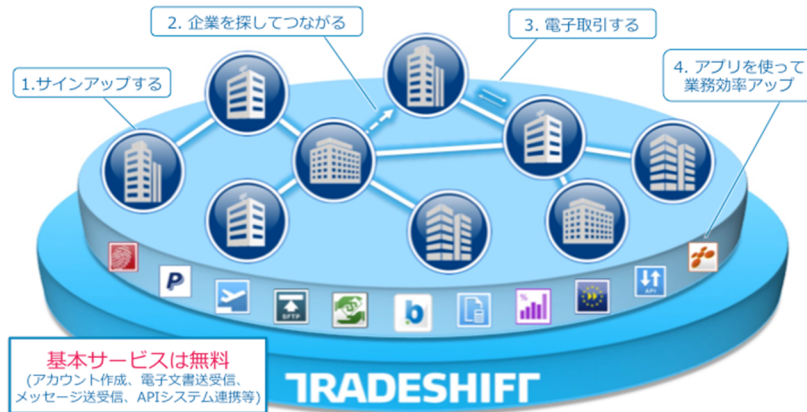 2. 企業を探してつながる
3. 電子取引する
1.サインアップする
4. アプリを使って
業務効率アップ
P
SFTP
b
%
API
基本サービスは無料
(アカウント作成、電子文書送受信、
メッセージ送受信、APIシステム連携等)
TRADESHIFT